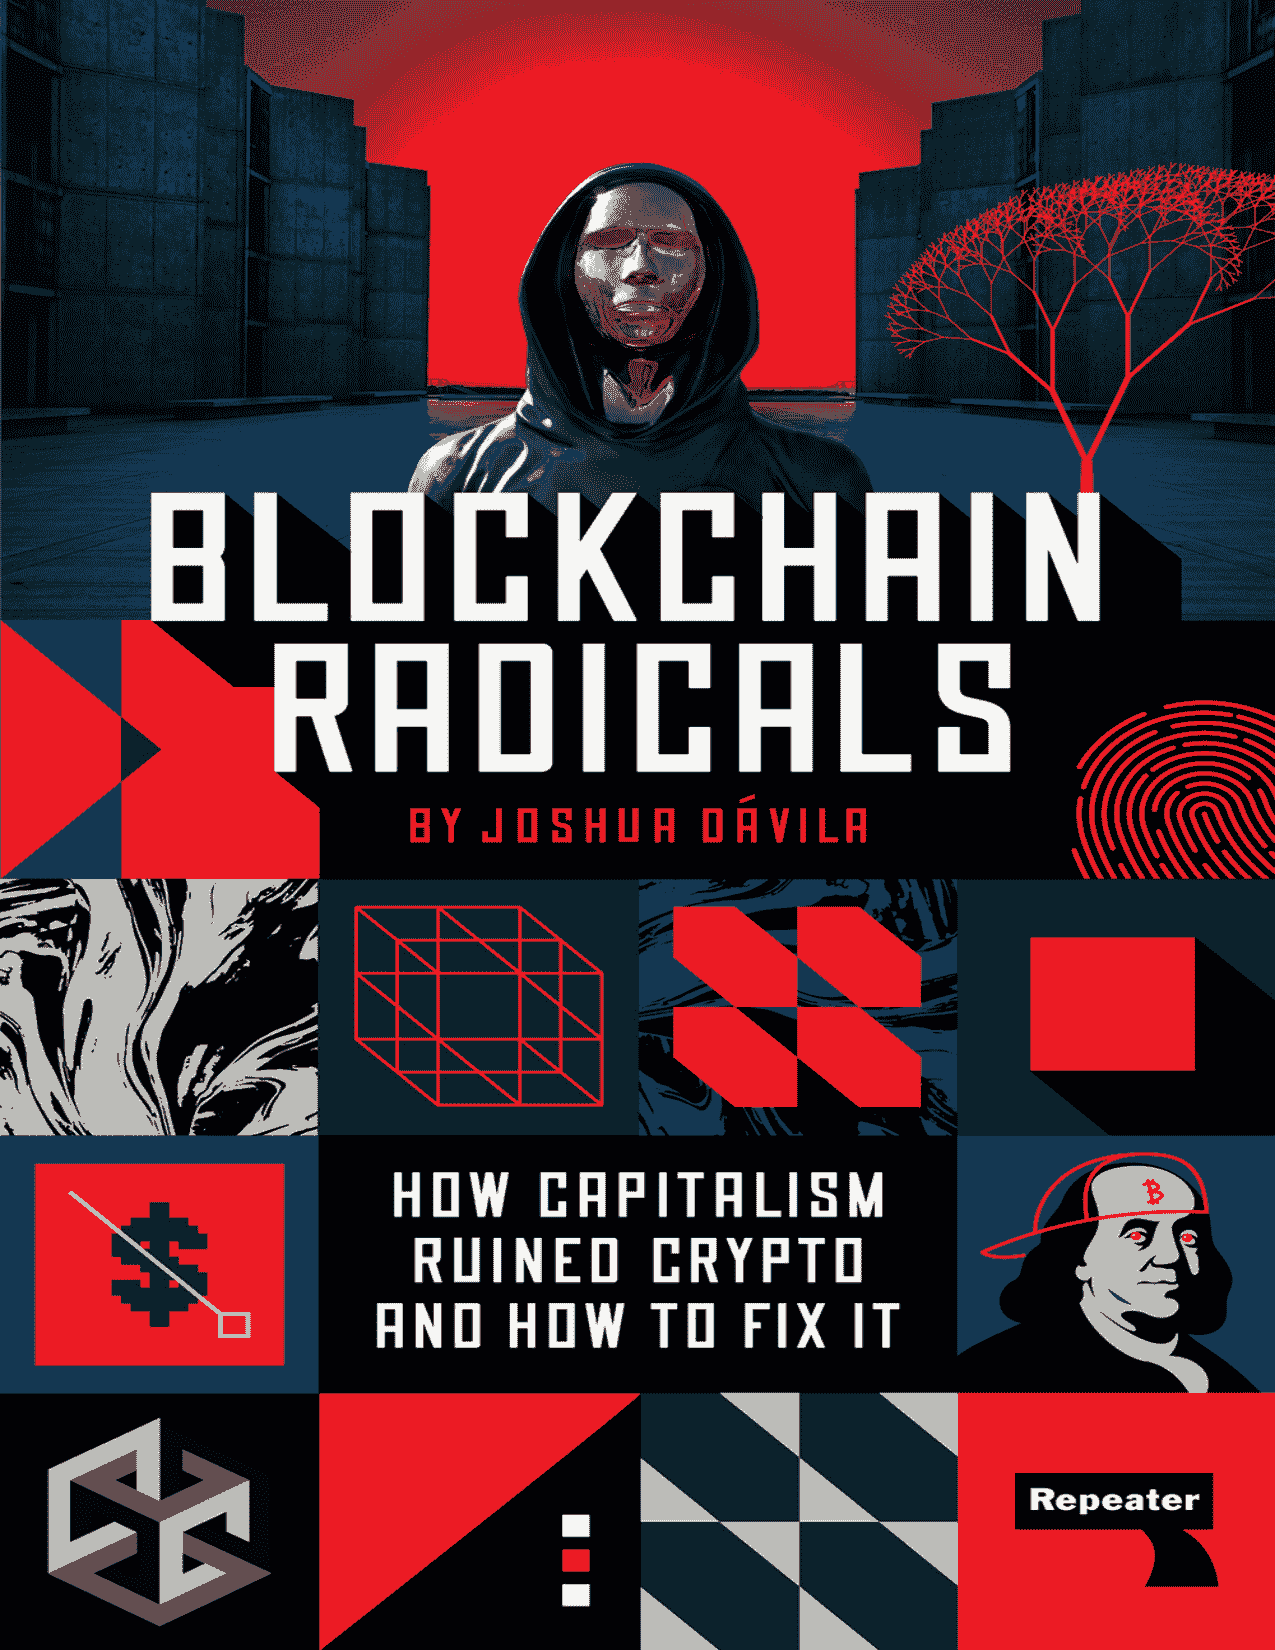 BLOCKCHAIN
RADICALS
BY JOSHUA DÁVILA
$
HOW CAPITALISM
RUINED CRYPTO
AND HOW TO FIX IT
₿
Repeater